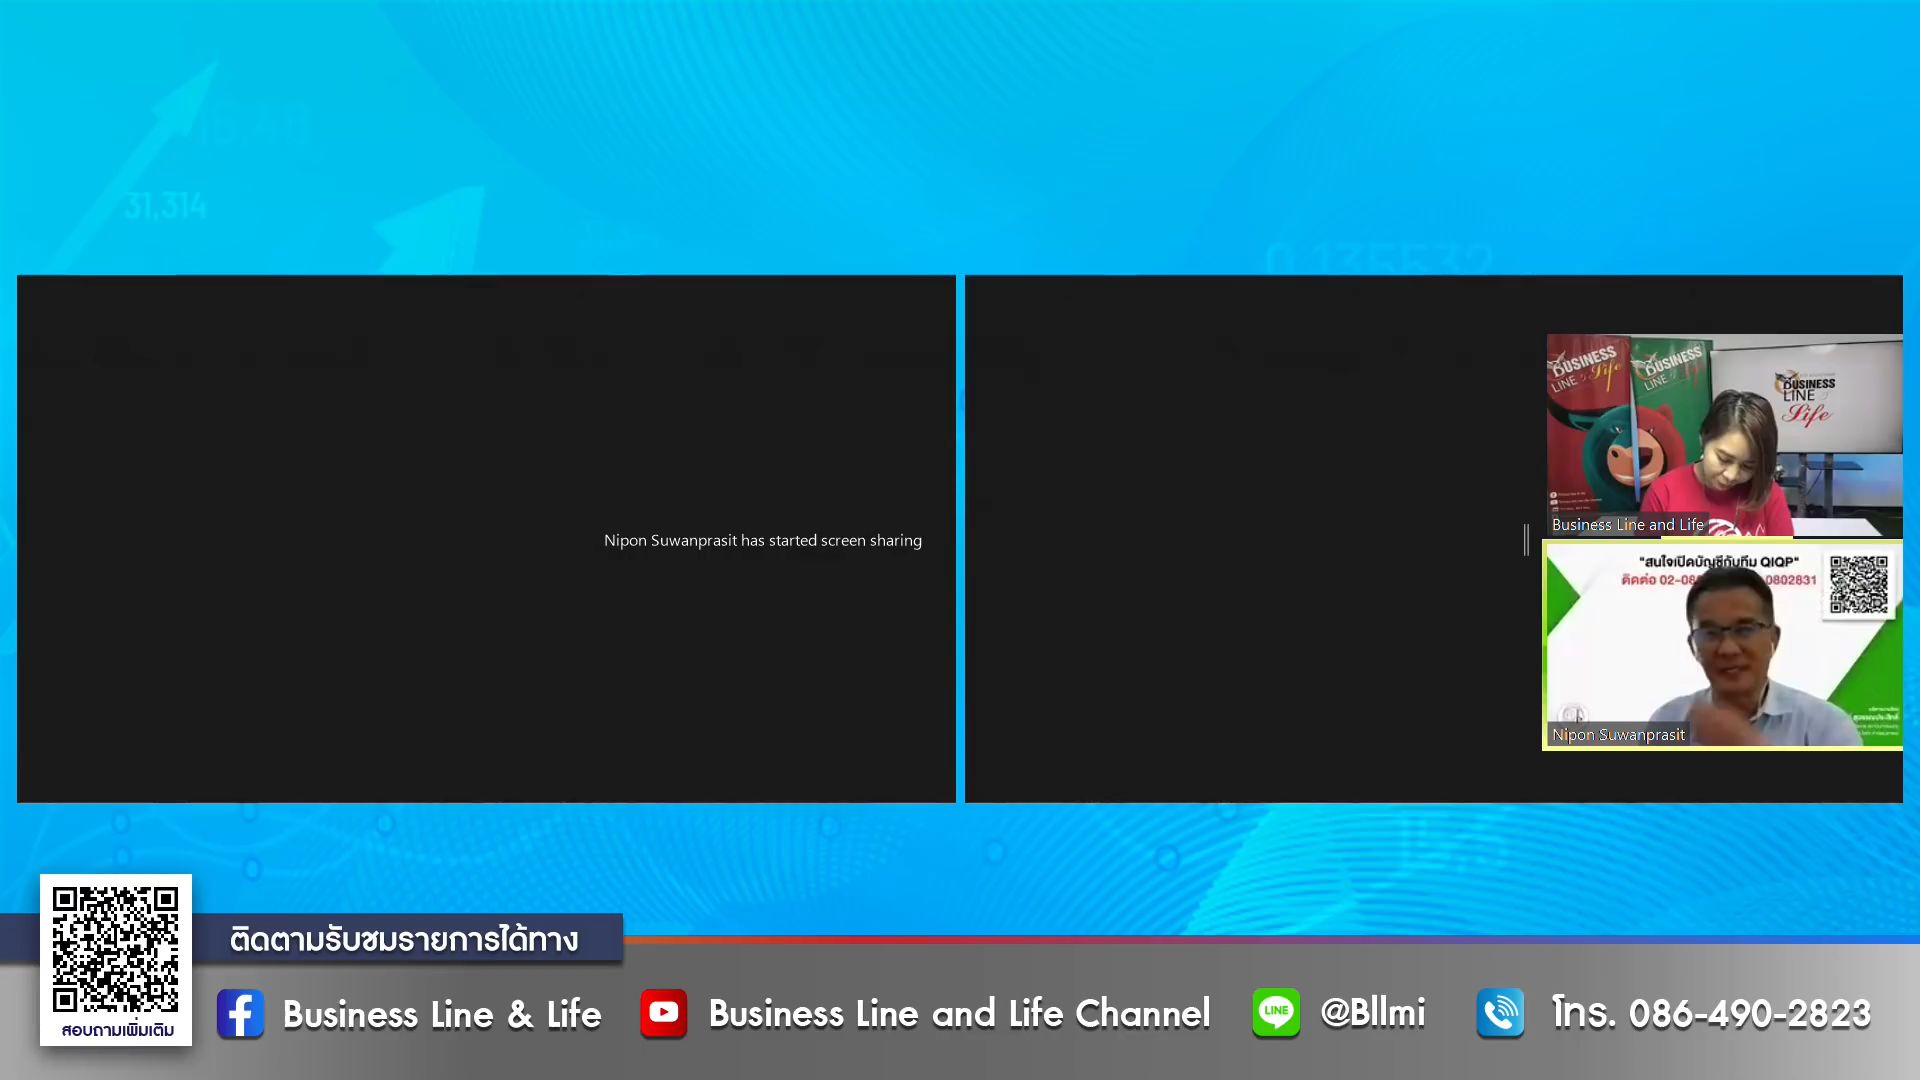 16,48
31,314
0.135532
Nipon Suwanprasit has started screen sharing
BUSINESS
LINE & Life
BUSINESS
LINE
BUSINESS
LINE &
Life
Business Line and Life
"สนใจเปิดบัญชีกับทีม QIQP"
ติดต่อ 02-08
0802831
Nipon Suwanprasit
ติดตามรับชมรายการได้ทาง
สอบถามเพิ่มเติม
Business Line & Life
Business Line and Life Channel
LINE
@Bllmi
โทร. 086-490-2823